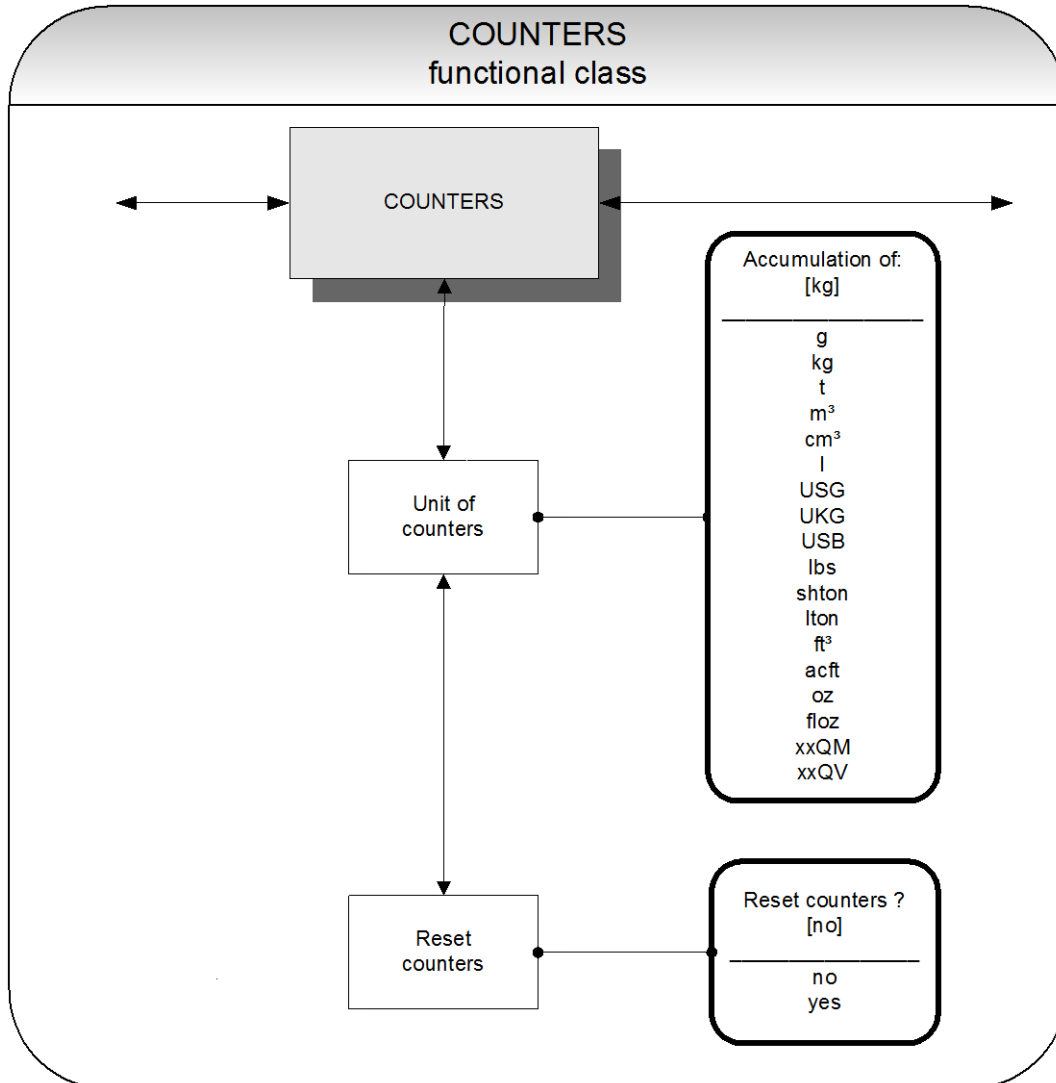 COUNTERS
functional class
COUNTERS
Accumulation of:
[kg]
g
kg
t
m³
cm³
l
USG
UKG
USB
lbs
shton
lton
ft³
acft
oz
floz
xxQM
xxQV
Unit of
counters
Reset
counters
Reset counters ?
[no]
no
yes